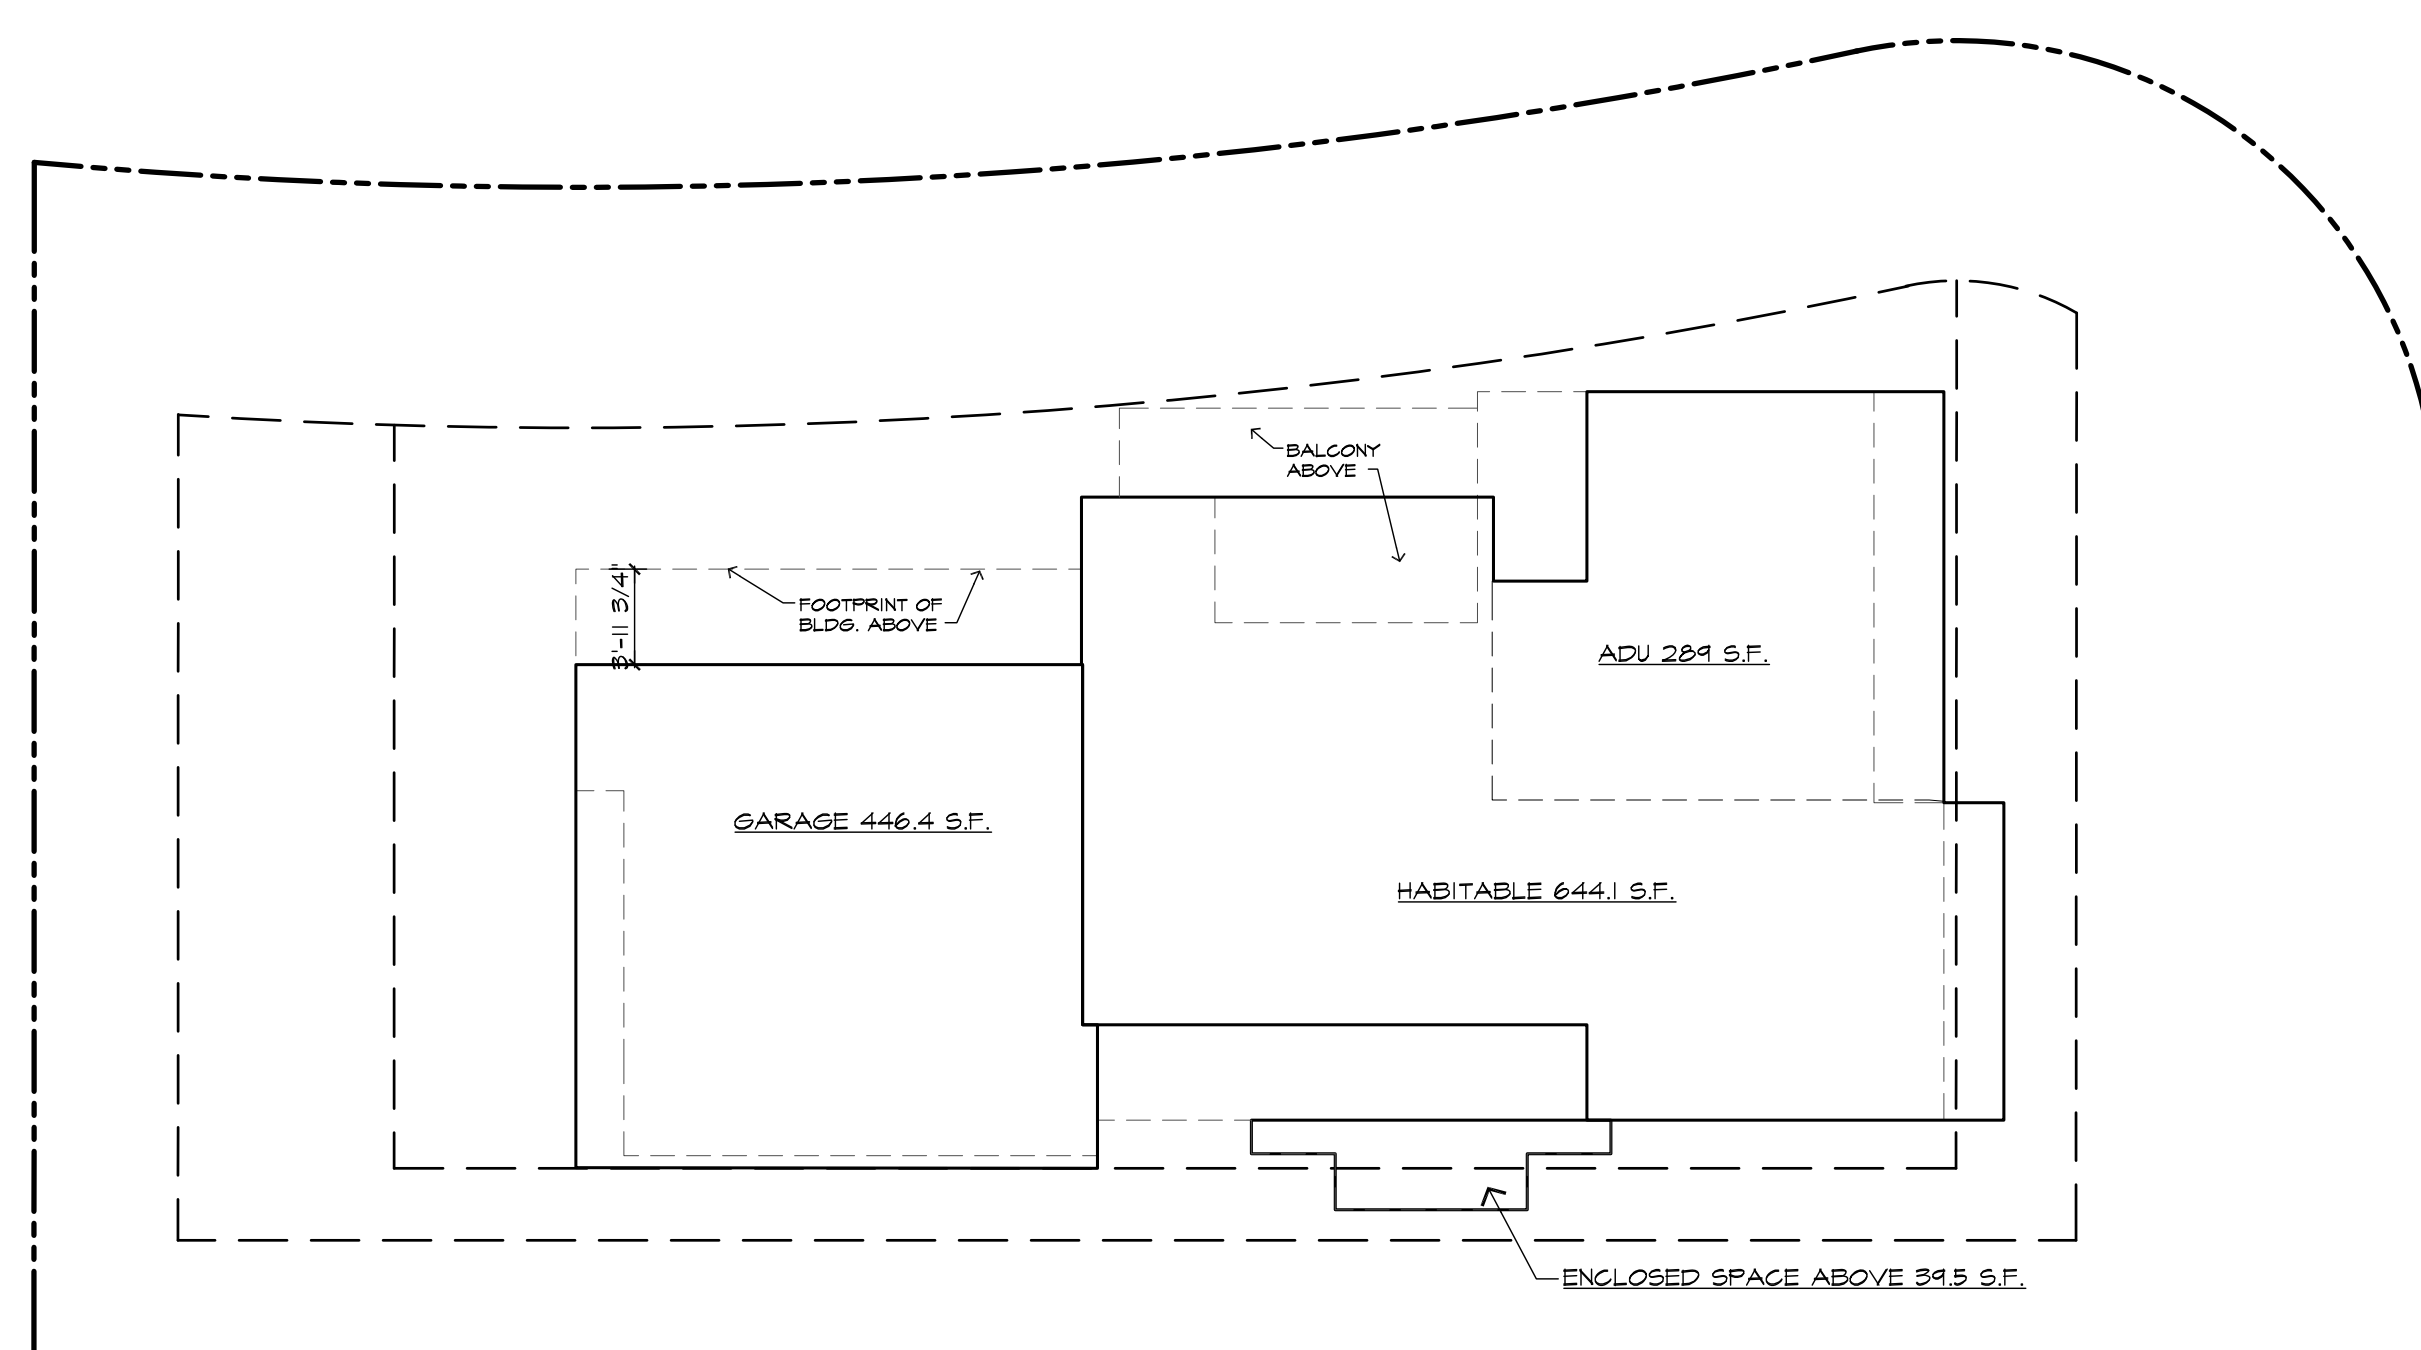 BALCONY
ABOVE
3'-11 3/4"
FOOTPRINT OF
BLDG. ABOVE
ADU 289 S.F.
GARAGE 446.4 S.F.
HABITABLE 644.1 S.F.
ENCLOSED SPACE ABOVE 39.5 S.F.